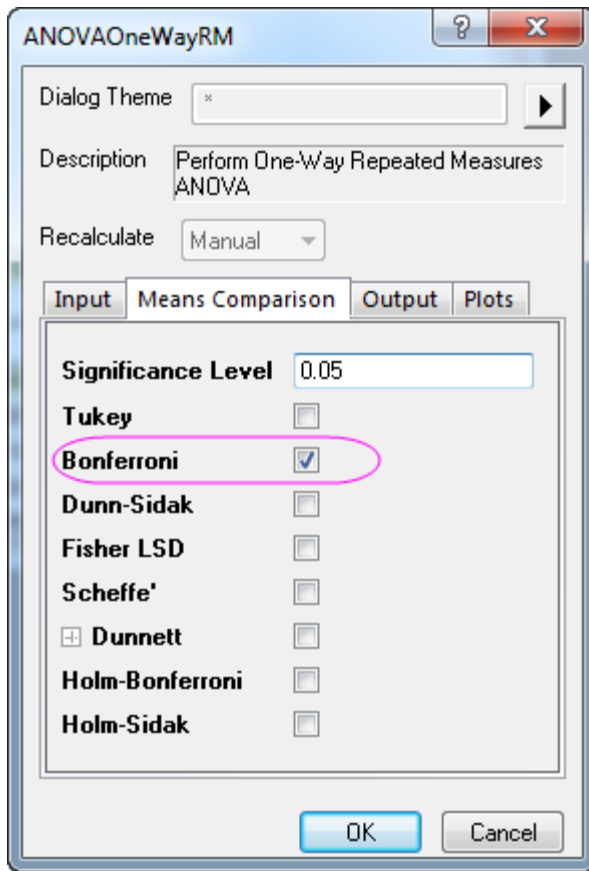 ANOVAOneWayRM
Dialog Theme *
Description Perform One-Way Repeated Measures
ANOVA
Recalculate Manual
Input Means Comparison Output Plots
Significance Level 0.05
Tukey
Bonferroni
Dunn-Sidak
Fisher LSD
Scheffe'
Dunnett
Holm-Bonferroni
Holm-Sidak
OK Cancel